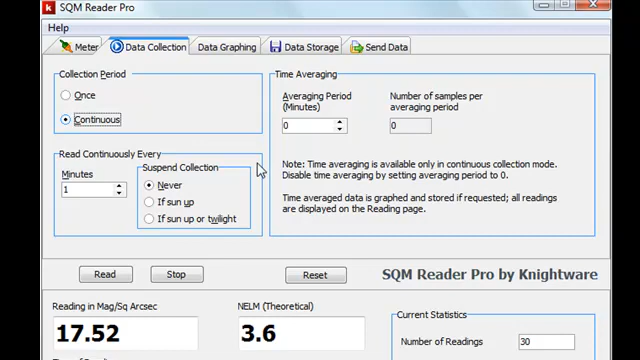 SQM Reader Pro
Help
Meter
Data Collection
Data Graphing
Data Storage
Send Data
Collection Period
Once
Continuous
Time Averaging
Averaging Period
(Minutes)
0
Number of samples per
averaging period
0
Note: Time averaging is available only in continuous collection mode.
Disable time averaging by setting averaging period to 0.
Time averaged data is graphed and stored if requested; all readings
are displayed on the Reading page.
Read Continuously Every
Minutes
1
Suspend Collection
Never
If sun up
If sun up or twilight
Read
Stop
Reset
SQM Reader Pro by Knightware
Reading in Mag/Sq Arcsec
17.52
NELM (Theoretical)
3.6
Current Statistics
Number of Readings
30